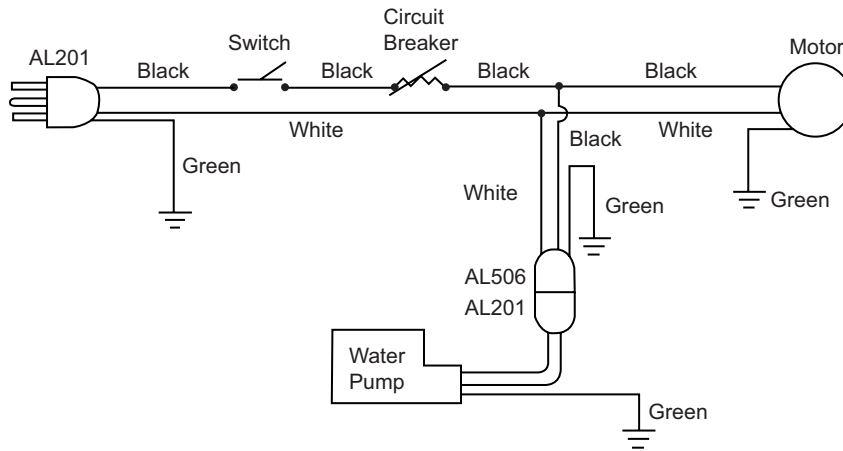 Circuit
Breaker
Switch
Motor
AL201
Black
Black
Black
Black
White
White
Black
Green
White
Green
Green
AL506
AL201
Water
Pump
Green